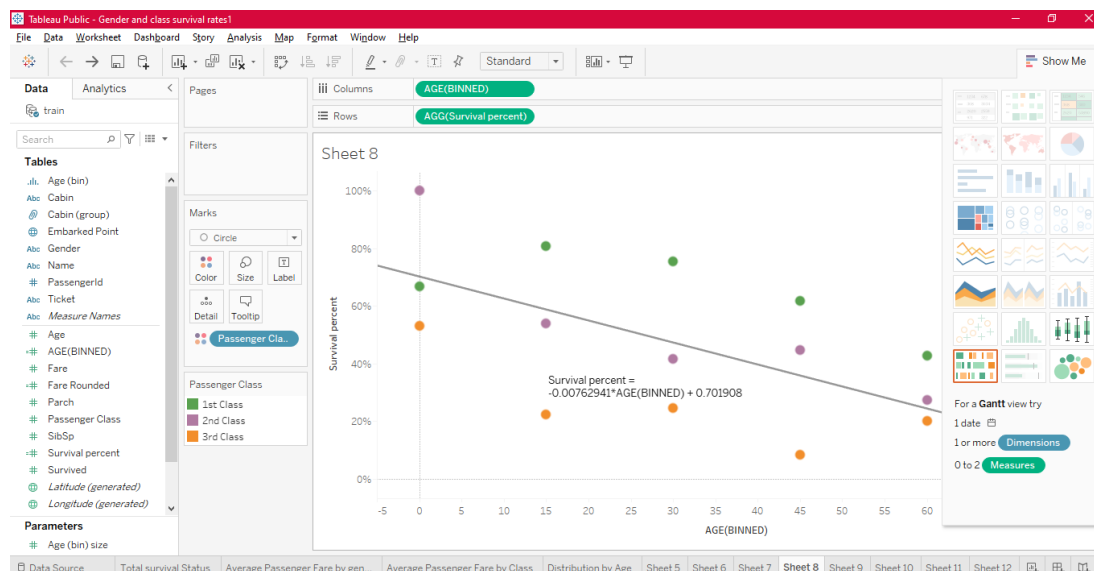 Tableau Public - Gender and class survival rates1
File Data Worksheet Dashboard Story Analysis Map Format Window Help
Standard
Show Me
Data Analytics
train
Search
Tables
Age (bin)
Abc Cabin
Cabin (group)
Embarked Point
Abc Gender
Abc Name
# PassengerId
Abc Ticket
Abc Measure Names
# Age
=# AGE(BINNED)
# Fare
=# Fare Rounded
# Parch
# Passenger Class
# SibSp
=# Survival percent
# Survived
Latitude (generated)
Longitude (generated)
Parameters
# Age (bin) size
Pages
Filters
Marks
Circle
Color Size Label
Detail Tooltip
Passenger Cla..
Passenger Class
1st Class
2nd Class
3rd Class
Columns AGE(BINNED)
Rows AGG(Survival percent)
Sheet 8
Survival percent
100%
80%
60%
40%
20%
0%
Survival percent =
-0.00762941*AGE(BINNED) + 0.701908
-5 0 5 10 15 20 25 30 35 40 45 50 55 60
AGE(BINNED)
For a Gantt view try
1 date
1 or more Dimensions
0 to 2 Measures
Data Source Total survival Status Average Passenger Fare by gen... Average Passenger Fare by Class Distribution by Age Sheet 5 Sheet 6 Sheet 7 Sheet 8 Sheet 9 Sheet 10 Sheet 11 Sheet 12